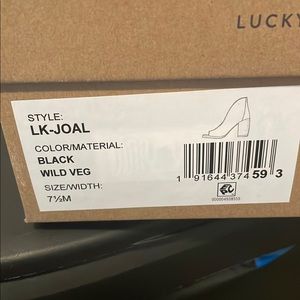 LUCKY
STYLE:
LK-JOAL
COLOR/MATERIAL:
BLACK
WILD VEG
SIZE/WIDTH:
7½M
1 91644 37459 3